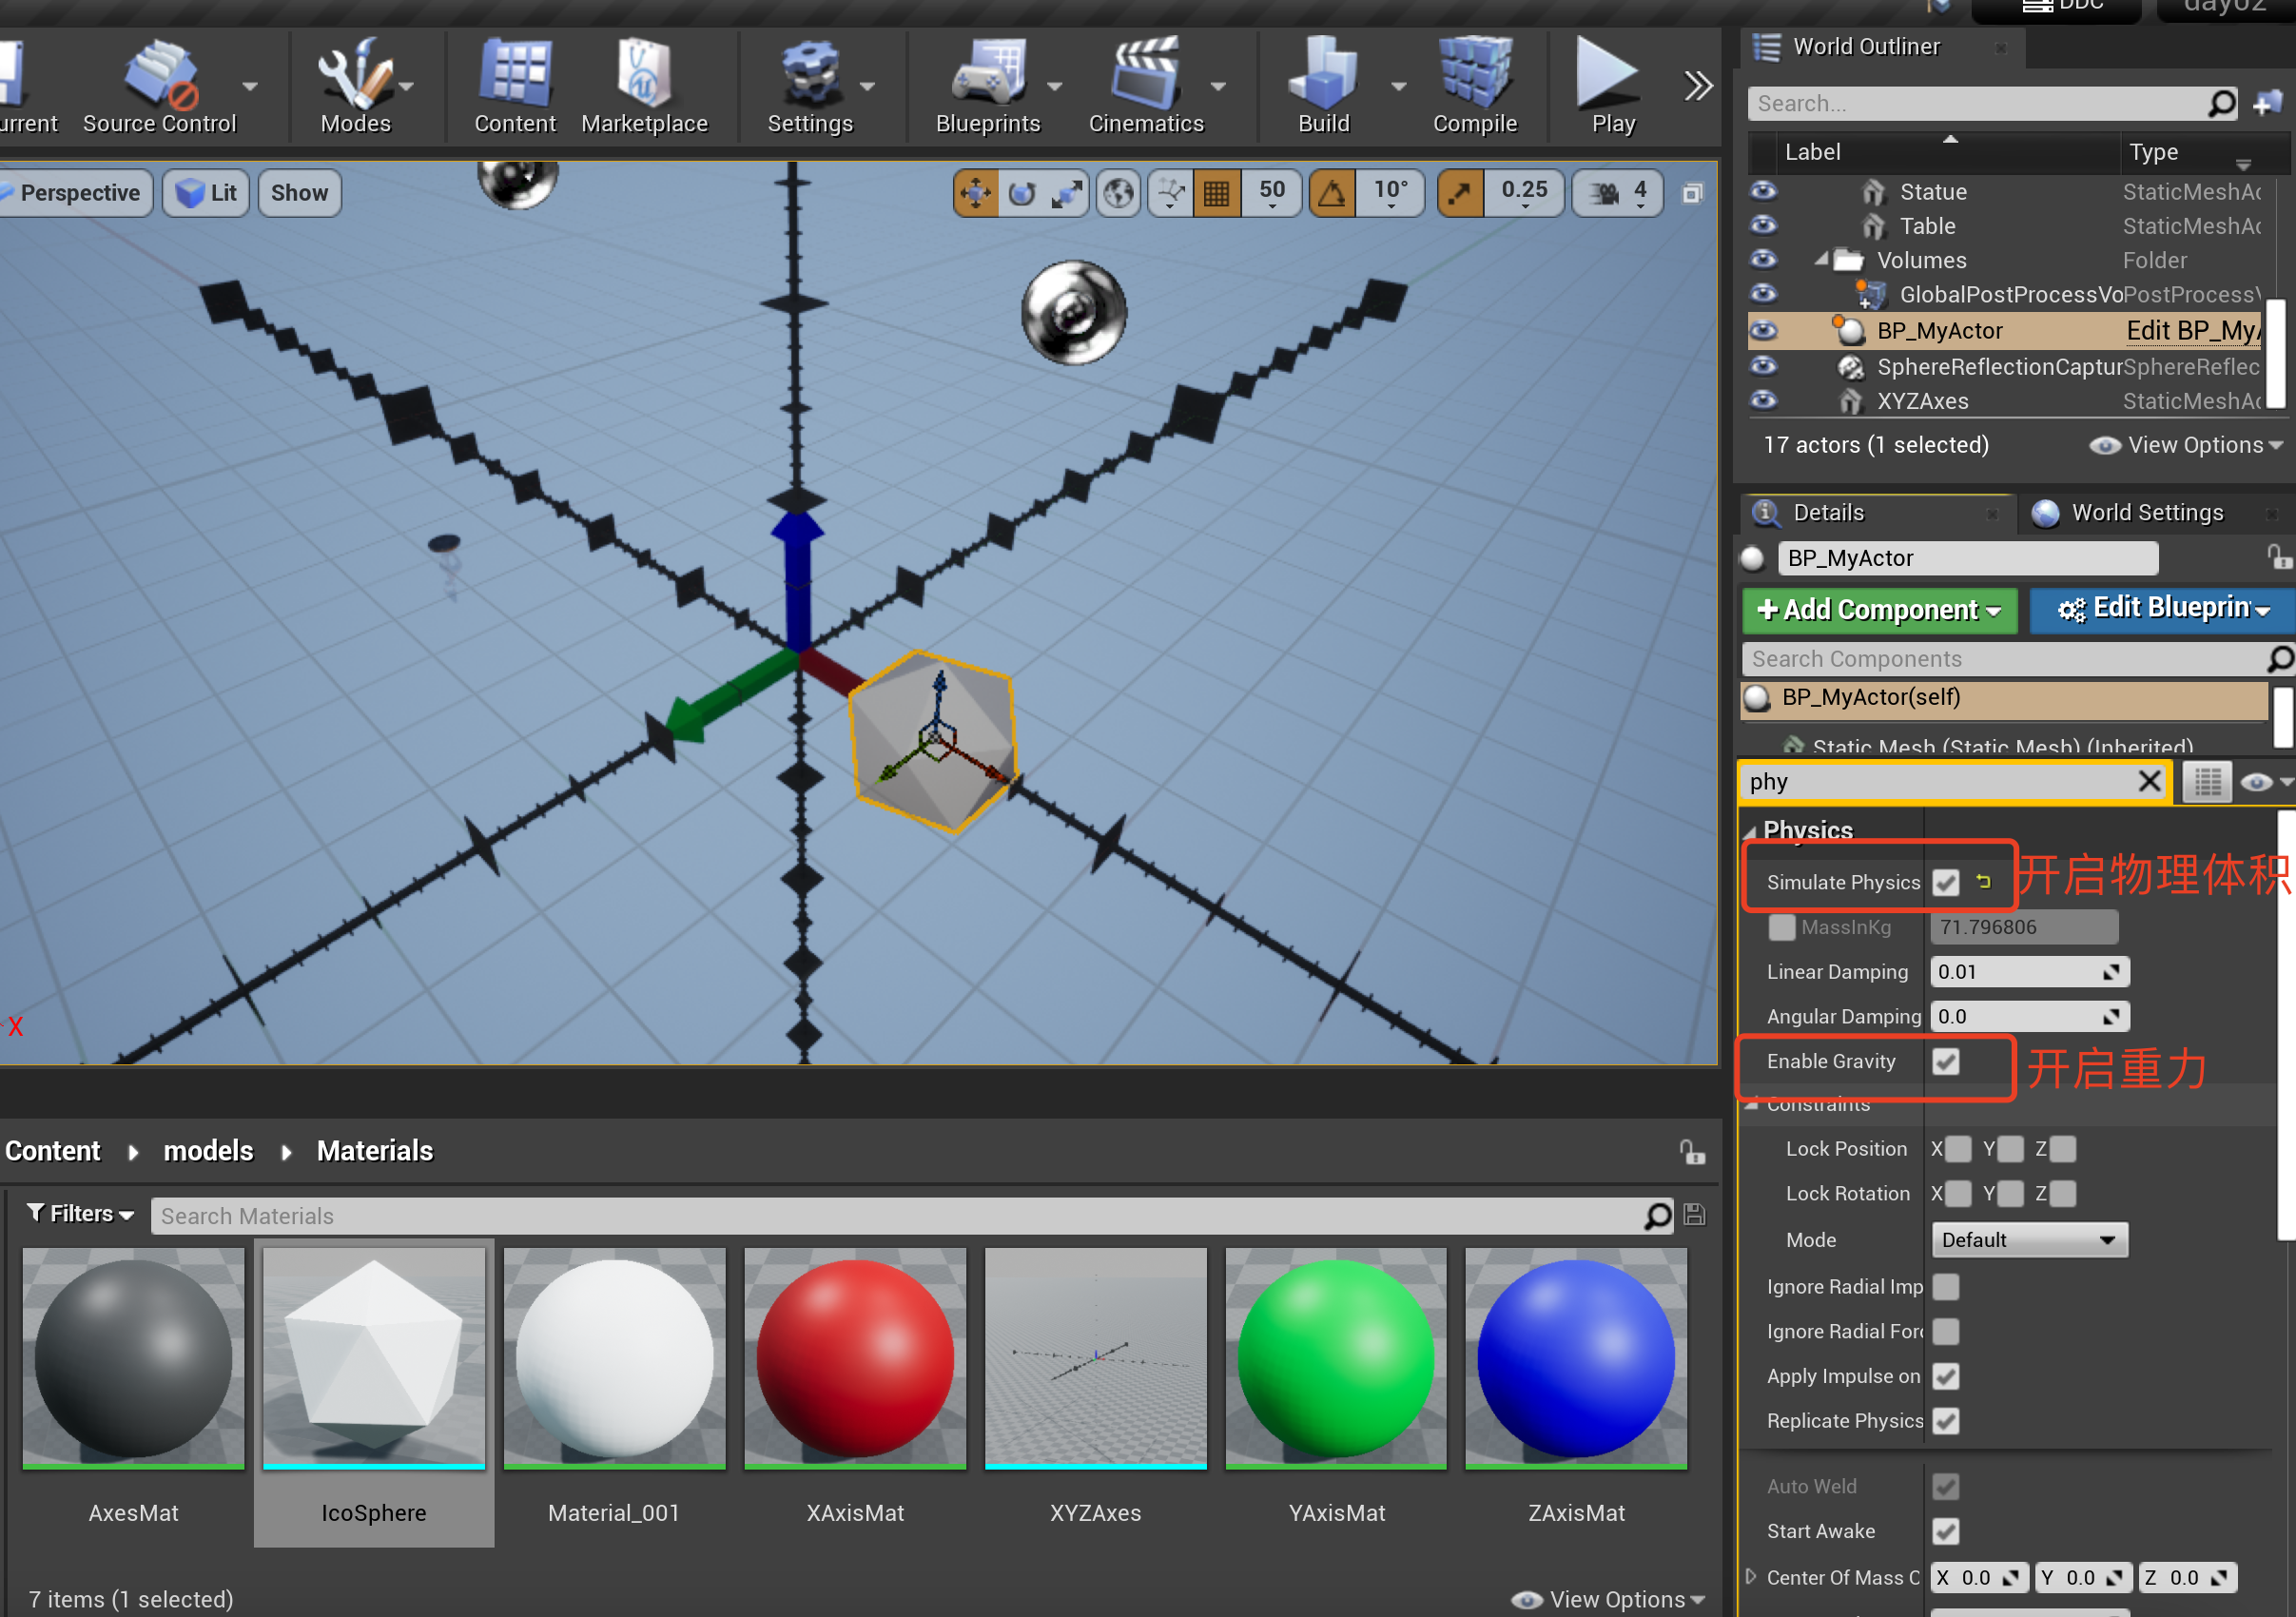 DDC
day02
World Outliner
urrent
Source Control
Modes
Content
Marketplace
Settings
Blueprints
Cinematics
Build
Compile
Play
Search...
Label
Type
Perspective
Lit
Show
50
10°
0.25
4
Statue
StaticMeshAc
Table
StaticMeshAc
Volumes
Folder
GlobalPostProcessVo
PostProcessV
BP_MyActor
Edit BP_MyA
SphereReflectionCaptur
SphereReflec
XYZAxes
StaticMeshAc
17 actors (1 selected)
View Options
Details
World Settings
BP_MyActor
+ Add Component
Edit Blueprin
Search Components
BP_MyActor(self)
Static Mesh (Static Mesh) (Inherited)
phy
Physics
Simulate Physics
开启物理体积
MassInKg
71.796806
Linear Damping
0.01
Angular Damping
0.0
Enable Gravity
开启重力
Constraints
Lock Position
X Y Z
Lock Rotation
X Y Z
Mode
Default
Ignore Radial Imp
Ignore Radial Forc
Apply Impulse on
Replicate Physics
Auto Weld
Start Awake
Center Of Mass O
X 0.0
Y 0.0
Z 0.0
X
Content
models
Materials
Filters
Search Materials
AxesMat
IcoSphere
Material_001
XAxisMat
XYZAxes
YAxisMat
ZAxisMat
7 items (1 selected)
View Options